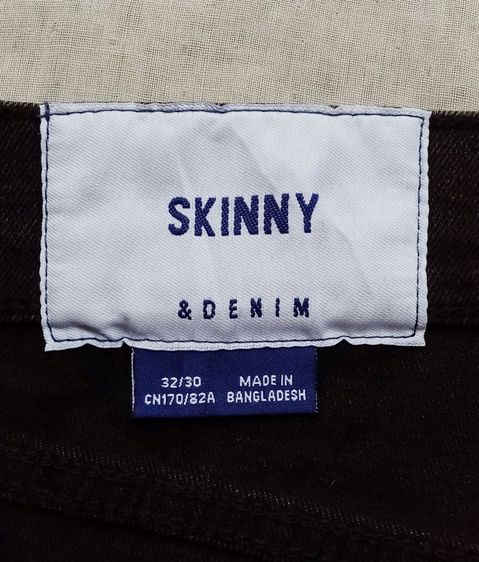 SKINNY
& DENIM
32/30 MADE IN
CN170/82A BANGLADESH